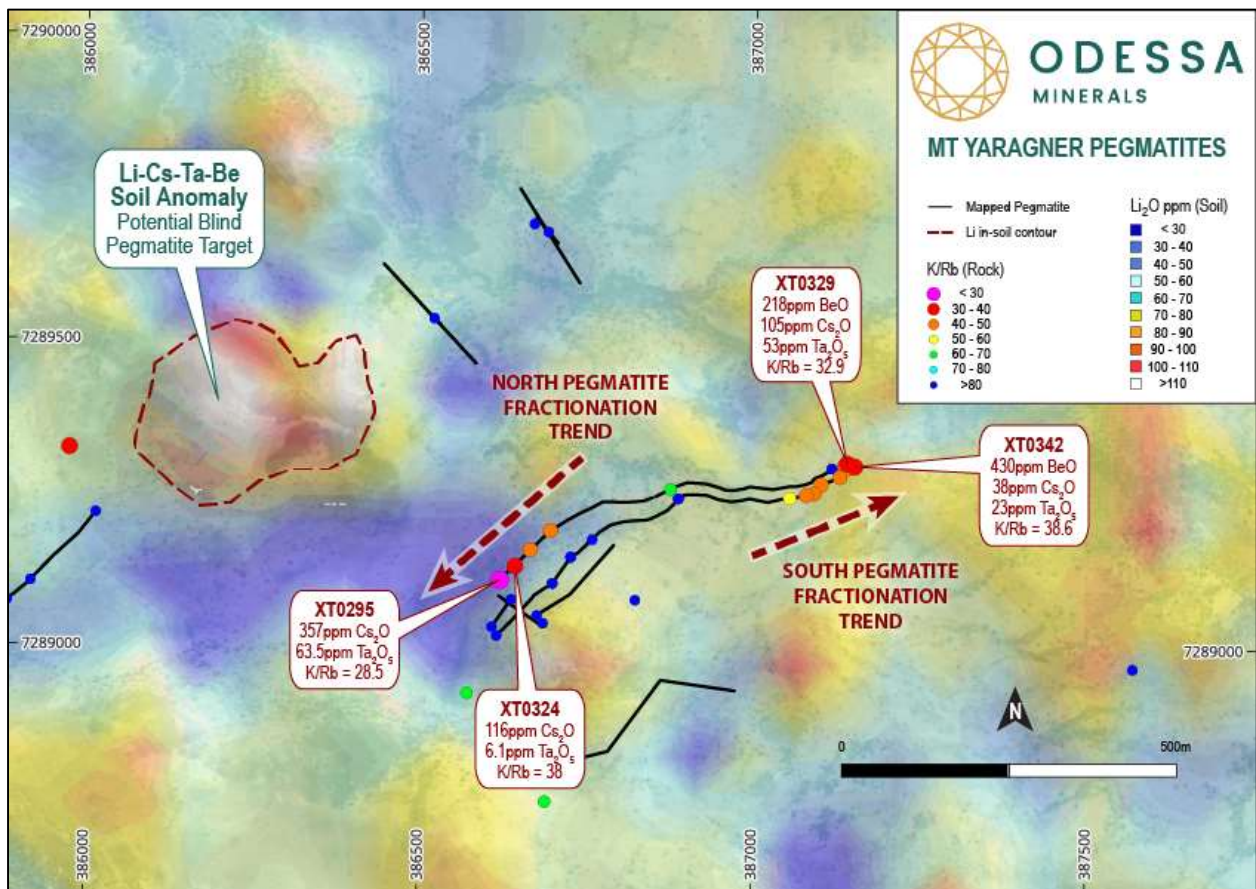 7290000
386000
386500
387000
ODESSA
MINERALS
MT YARAGNER PEGMATITES
Mapped Pegmatite
Li in-soil contour
K/Rb (Rock)
< 30
30 - 40
40 - 50
50 - 60
60 - 70
70 - 80
>80
Li₂O ppm (Soil)
< 30
30 - 40
40 - 50
50 - 60
60 - 70
70 - 80
80 - 90
90 - 100
100 - 110
>110
Li-Cs-Ta-Be
Soil Anomaly
Potential Blind
Pegmatite Target
7289500
XT0329
218ppm BeO
105ppm Cs₂O
53ppm Ta₂O₅
K/Rb = 32.9
NORTH PEGMATITE
FRACTIONATION
TREND
XT0342
430ppm BeO
38ppm Cs₂O
23ppm Ta₂O₅
K/Rb = 38.6
SOUTH PEGMATITE
FRACTIONATION
TREND
XT0295
357ppm Cs₂O
63.5ppm Ta₂O₅
K/Rb = 28.5
7289000
7289000
XT0324
116ppm Cs₂O
6.1ppm Ta₂O₅
K/Rb = 38
N
0
500m
386000
386500
387000
387500